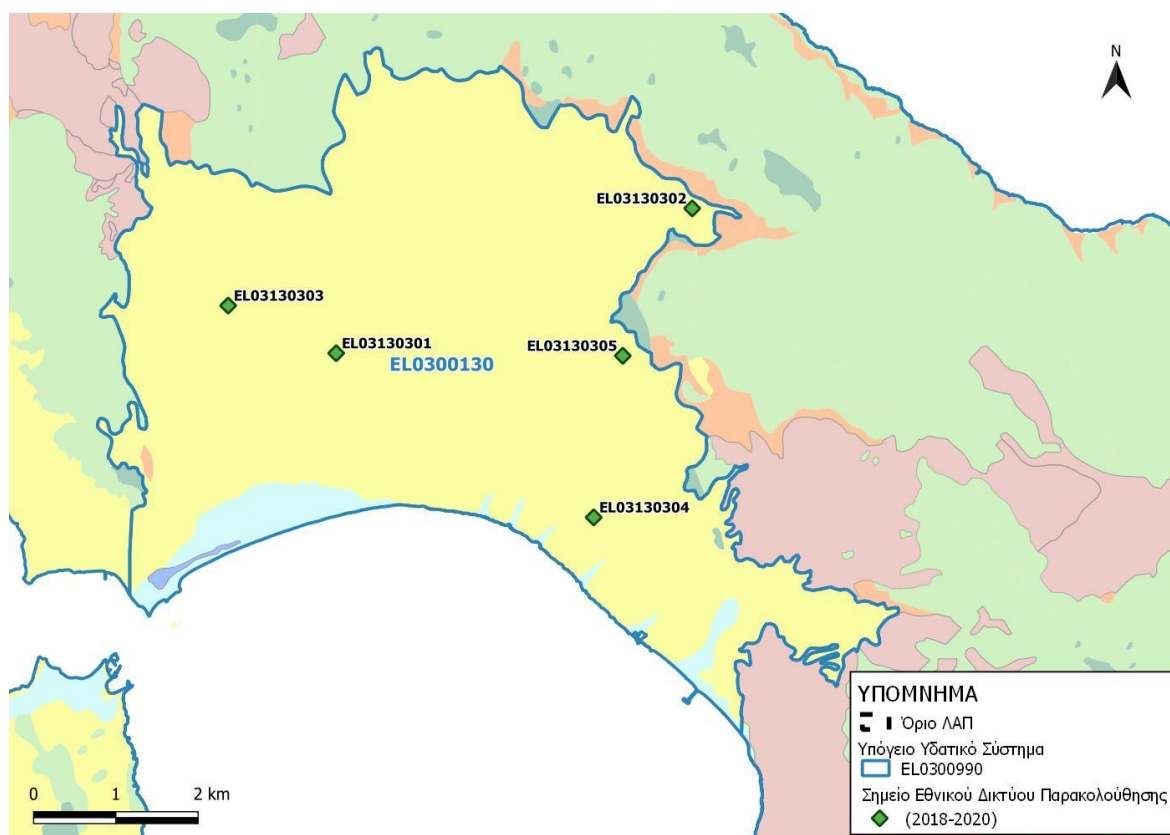 N
EL03130302
EL03130303
EL03130301
EL03130305
EL0300130
EL03130304
ΥΠΟΜΝΗΜΑ
Όριο ΛΑΠ
Υπόγειο Υδατικό Σύστημα
EL0300990
Σημείο Εθνικού Δικτύου Παρακολούθησης
(2018-2020)
0 1 2 km